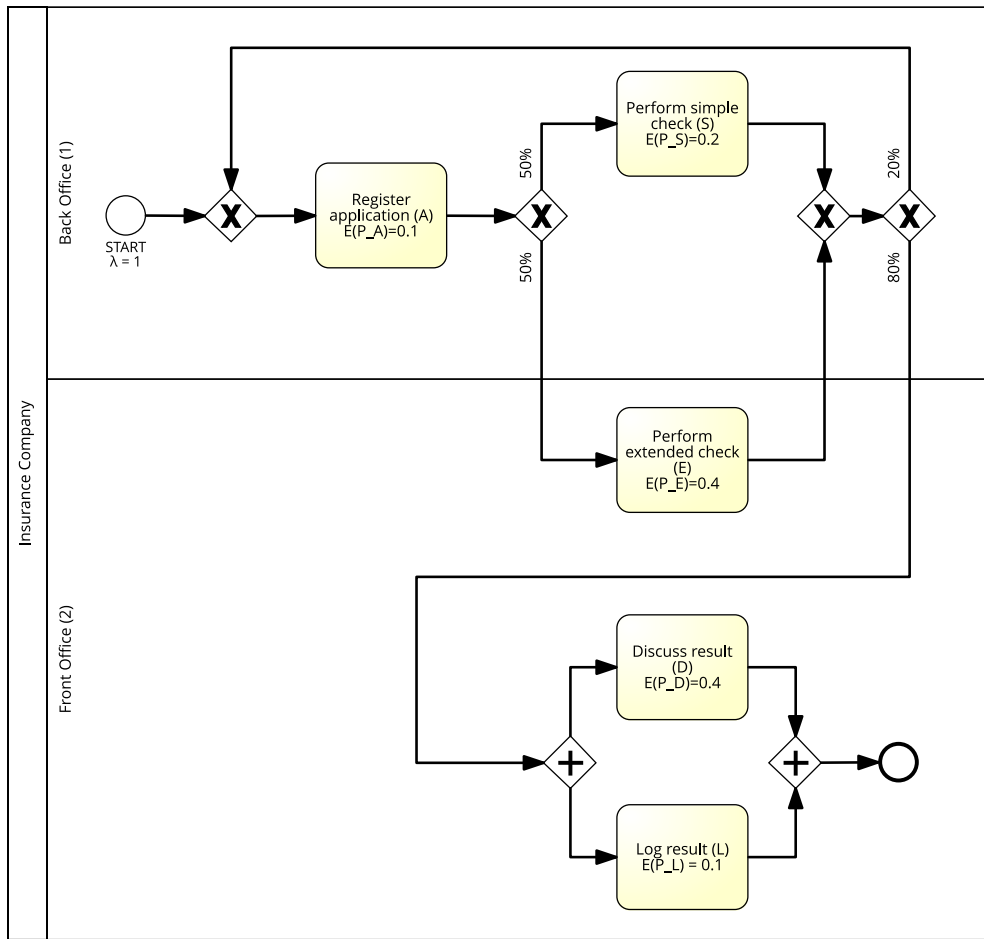 Insurance Company
Back Office (1)
START
λ = 1
Register
application (A)
E(P_A)=0.1
50%
50%
Perform simple
check (S)
E(P_S)=0.2
20%
80%
Front Office (2)
Perform
extended check
(E)
E(P_E)=0.4
Discuss result
(D)
E(P_D)=0.4
Log result (L)
E(P_L) = 0.1